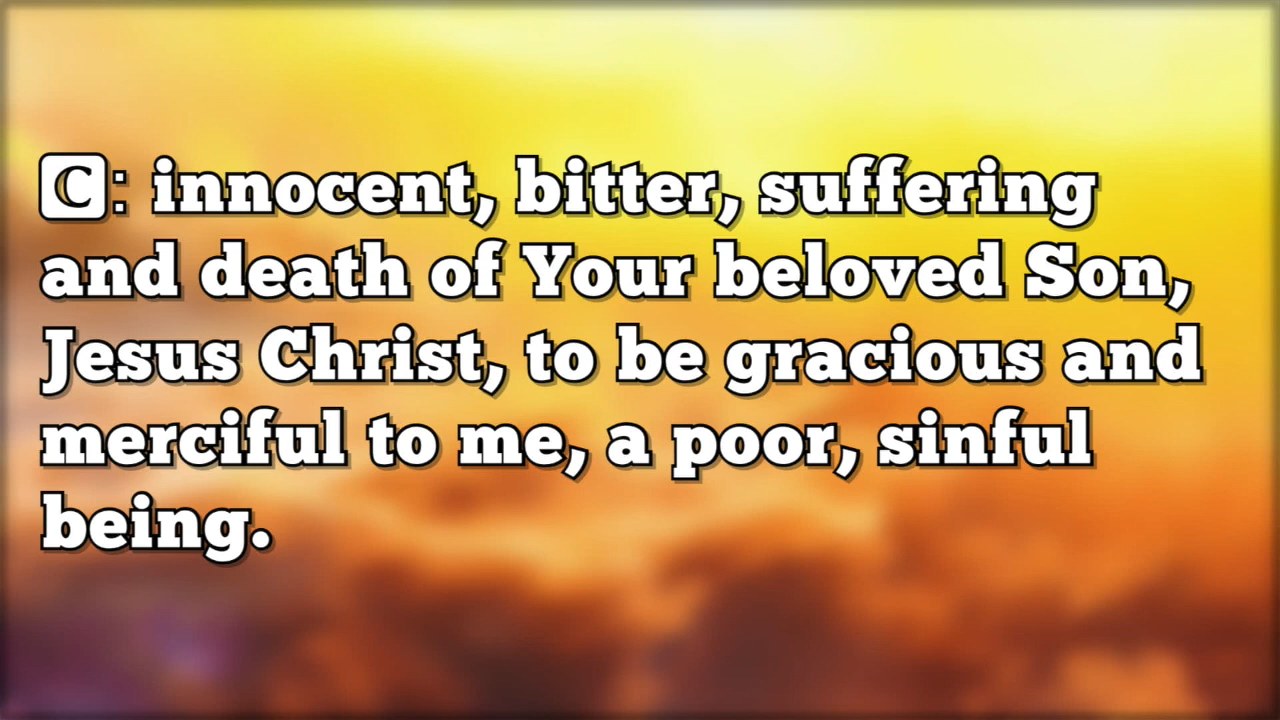 C: innocent, bitter, suffering
and death of Your beloved Son,
Jesus Christ, to be gracious and
merciful to me, a poor, sinful
being.